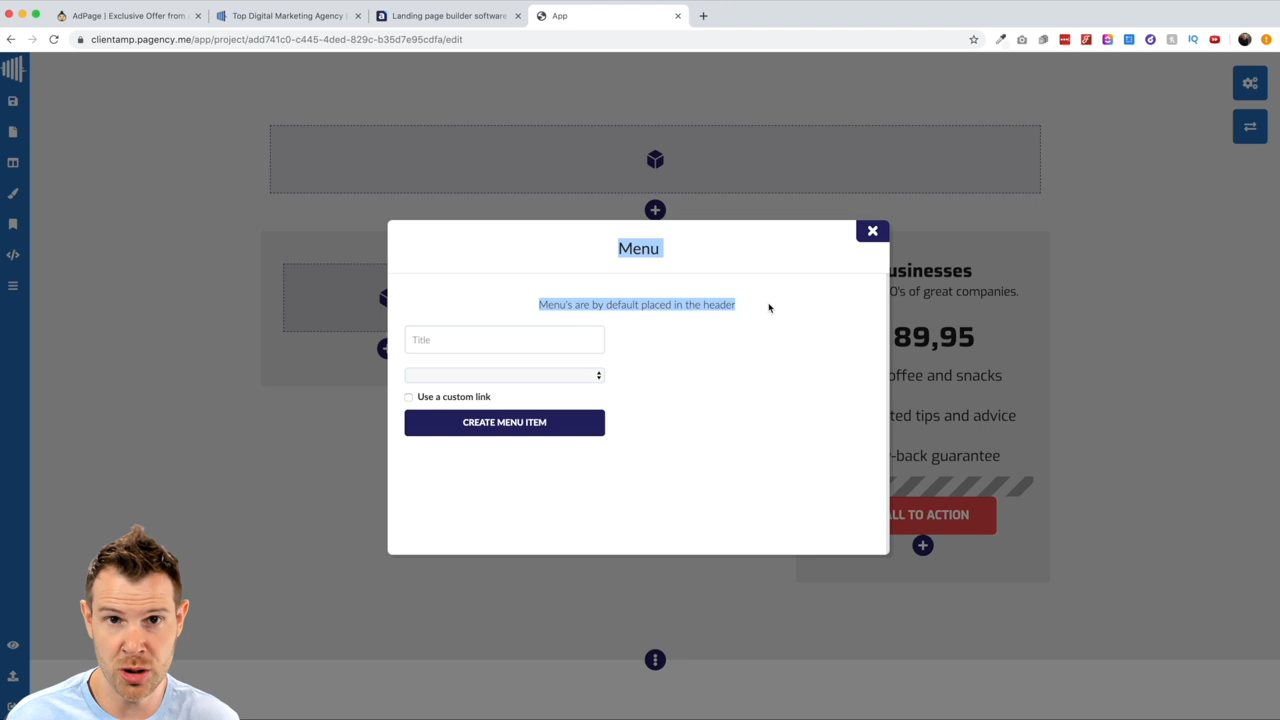 AdPage | Exclusive Offer from
Top Digital Marketing Agency |
Landing page builder software
App
clientamp.pagency.me/app/project/add741c0-c445-4ded-829c-b35d7e95cdfa/edit
IQ
Menu
Menu's are by default placed in the header
Title
Use a custom link
CREATE MENU ITEM
usinesses
0's of great companies.
89,95
offee and snacks
ted tips and advice
-back guarantee
ALL TO ACTION